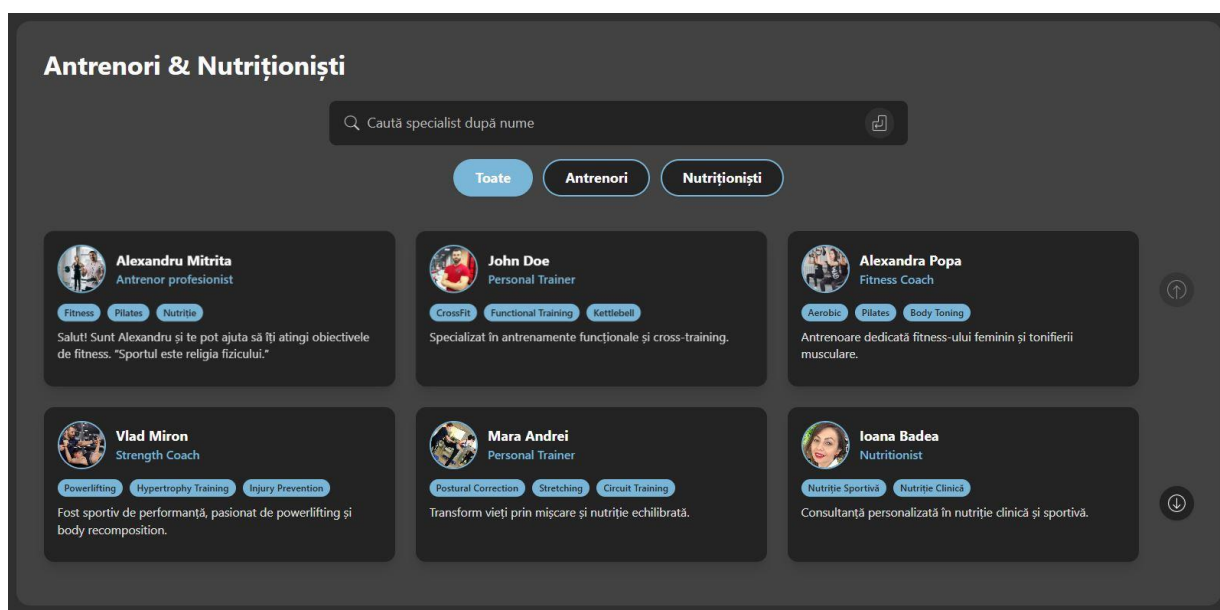 Antrenori & Nutriționiști
Caută specialist după nume
Toate
Antrenori
Nutriționiști
Alexandru Mitrita
Antrenor profesionist
Fitness
Pilates
Nutriție
Salut! Sunt Alexandru și te pot ajuta să îți atingi obiectivele
de fitness. "Sportul este religia fizicului."
John Doe
Personal Trainer
CrossFit
Functional Training
Kettlebell
Specializat în antrenamente funcționale și cross-training.
Alexandra Popa
Fitness Coach
Aerobic
Pilates
Body Toning
Antrenoare dedicată fitness-ului feminin și tonifierii
musculare.
Vlad Miron
Strength Coach
Powerlifting
Hypertrophy Training
Injury Prevention
Fost sportiv de performanță, pasionat de powerlifting și
body recomposition.
Mara Andrei
Personal Trainer
Postural Correction
Stretching
Circuit Training
Transform vieți prin mișcare și nutriție echilibrată.
Ioana Badea
Nutritionist
Nutriție Sportivă
Nutriție Clinică
Consultanță personalizată în nutriție clinică și sportivă.